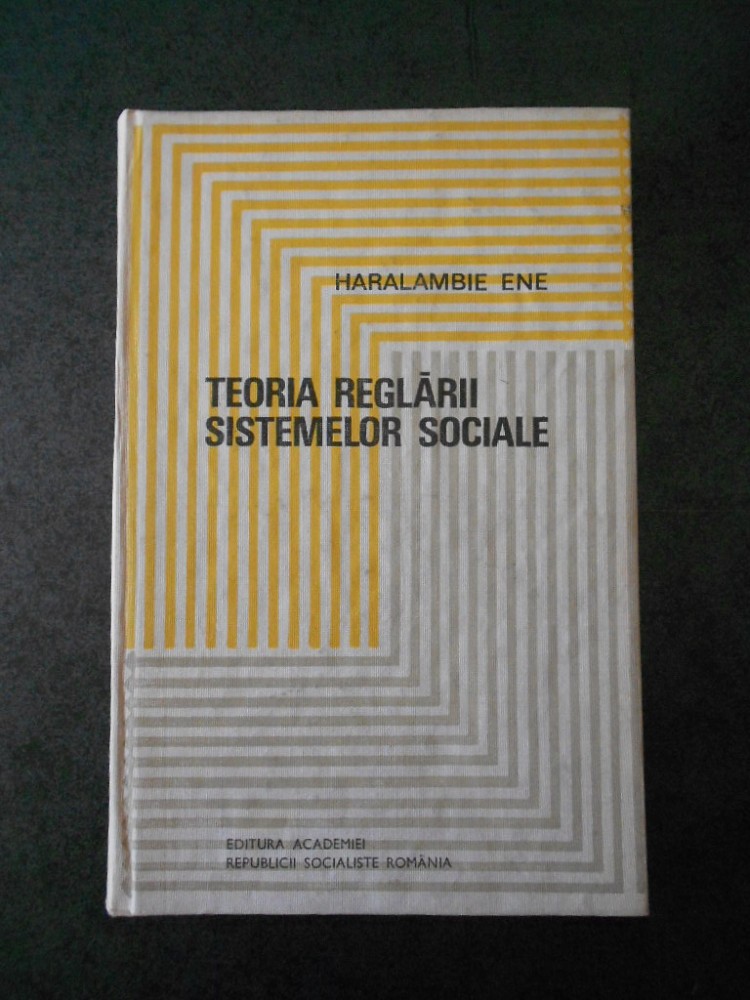 HARALAMBIE ENE
TEORIA REGLĂRII
SISTEMELOR SOCIALE
EDITURA ACADEMIEI
REPUBLICII SOCIALISTE ROMÂNIA